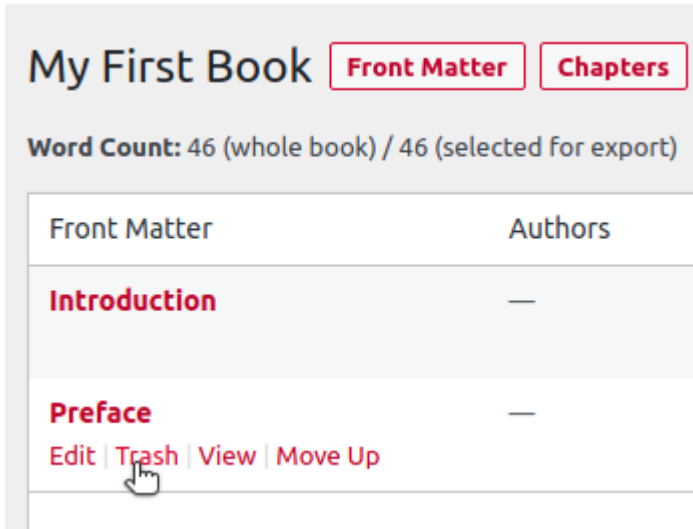 My First Book Front Matter Chapters
Word Count: 46 (whole book) / 46 (selected for export)
Front Matter Authors
Introduction —
Preface —
Edit | Trash | View | Move Up